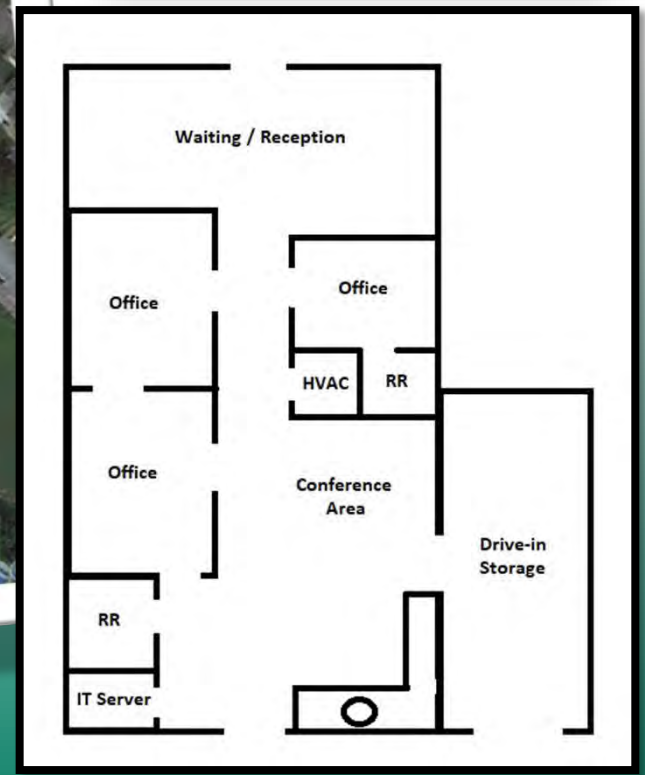 Waiting / Reception
Office
Office
HVAC
RR
Office
Conference
Area
Drive-in
Storage
RR
IT Server